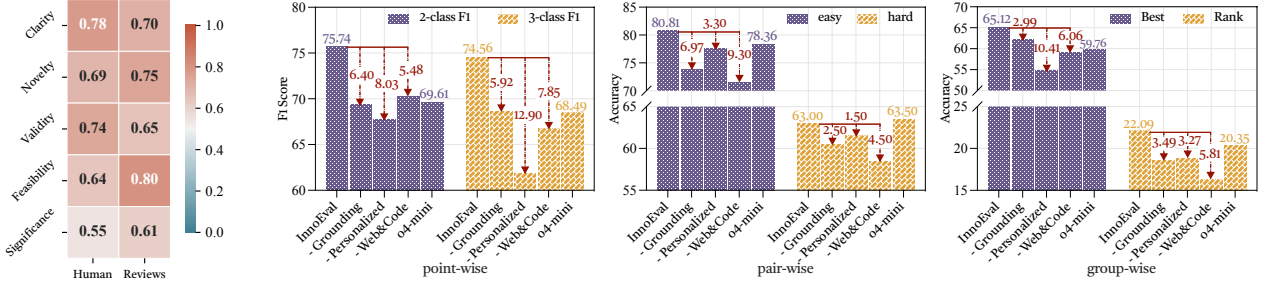 Clarity 0.78 0.70
Novelty 0.69 0.75
Validity 0.74 0.65
Feasibility 0.64 0.80
Significance 0.55 0.61
Human Reviews
1.0
0.8
0.6
0.4
0.2
0.0
F1 Score
80
75
70
65
60
2-class F1 3-class F1
75.74
6.40
8.03
5.48
69.61
74.56
5.92
12.90
7.85
68.49
InnoEval
- Grounding
- Personalized
- Web&Code
o4-mini
InnoEval
- Grounding
- Personalized
- Web&Code
o4-mini
point-wise
Accuracy
85
80
75
70
65
60
55
easy hard
80.81
6.97
3.30
9.30
78.36
63.00
2.50
1.50
4.50
63.50
InnoEval
- Grounding
- Personalized
- Web&Code
o4-mini
InnoEval
- Grounding
- Personalized
- Web&Code
o4-mini
pair-wise
Accuracy
70
65
60
55
50
25
20
15
Best Rank
65.12
2.99
10.41
6.06
59.76
22.09
3.49
3.27
5.81
20.35
InnoEval
- Grounding
- Personalized
- Web&Code
o4-mini
InnoEval
- Grounding
- Personalized
- Web&Code
o4-mini
group-wise